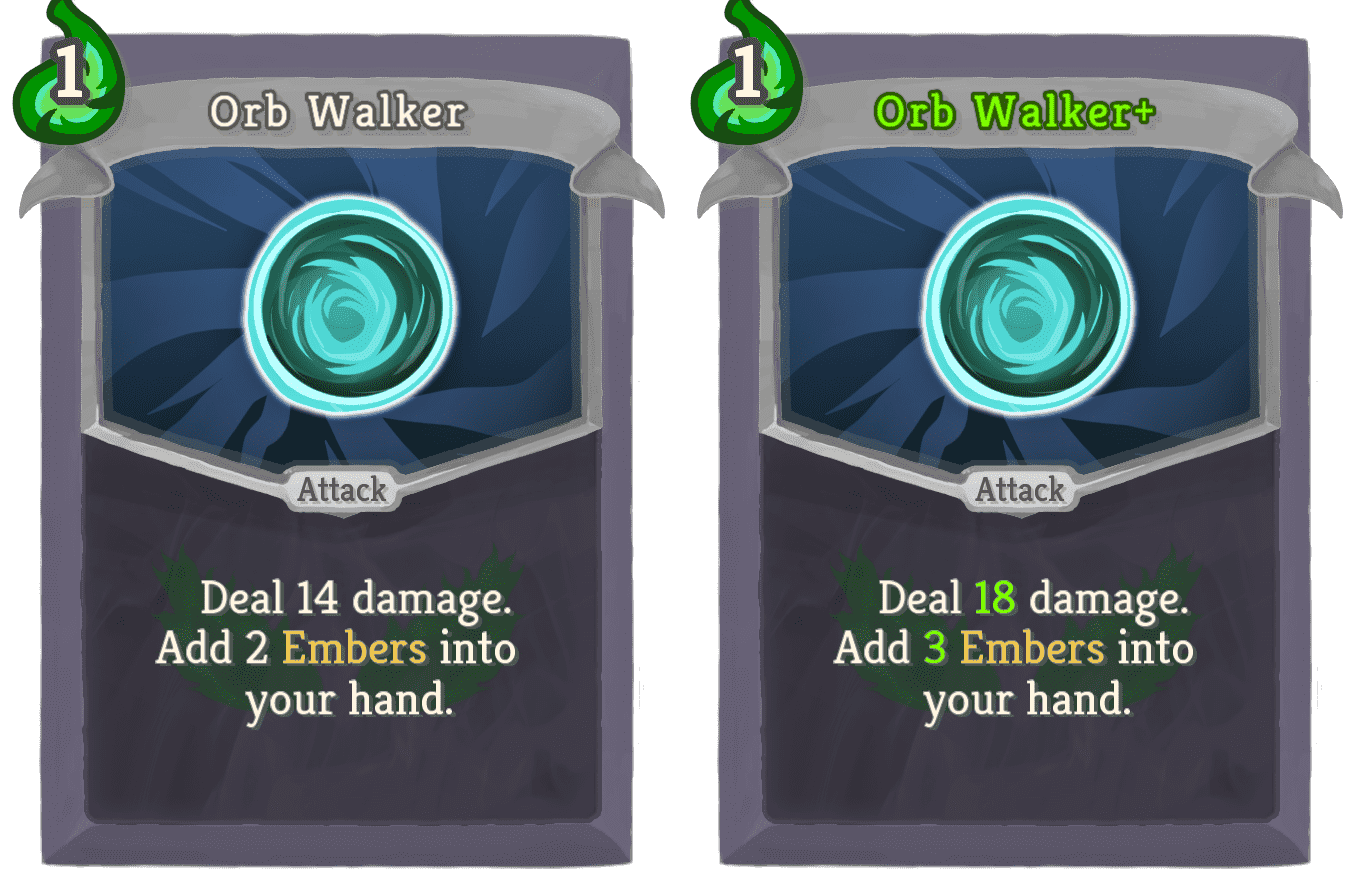 1
Orb Walker
Attack
Deal 14 damage.
Add 2 Embers into
your hand.
1
Orb Walker+
Attack
Deal 18 damage.
Add 3 Embers into
your hand.